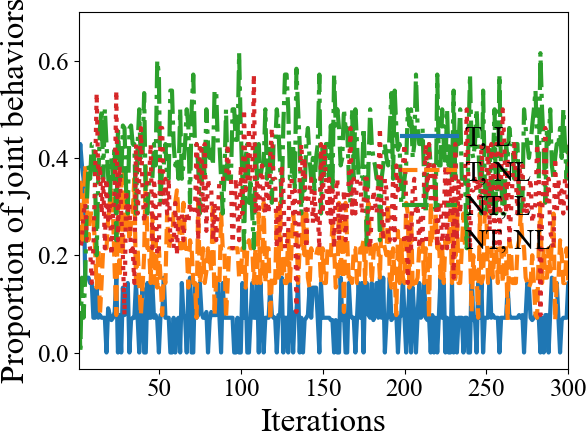 Proportion of joint behaviors
0.6
0.4
0.2
0.0
T, L
T, NL
NT, L
NT, NL
50 100 150 200 250 300
Iterations